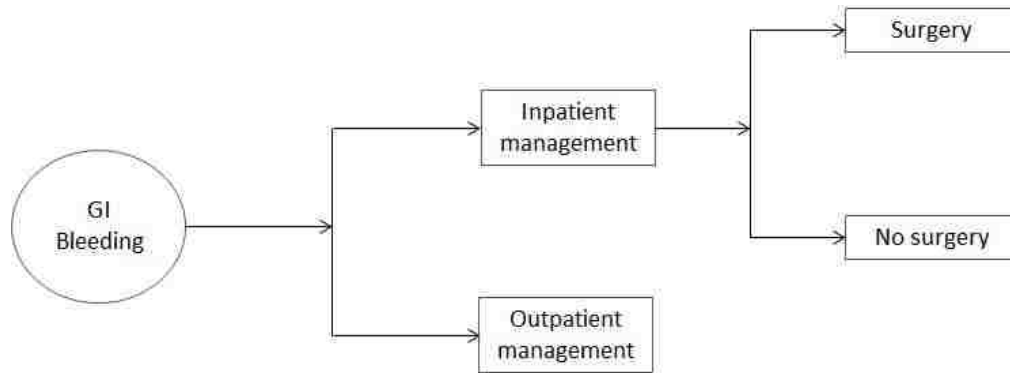 GI
Bleeding
Inpatient
management
Outpatient
management
Surgery
No surgery